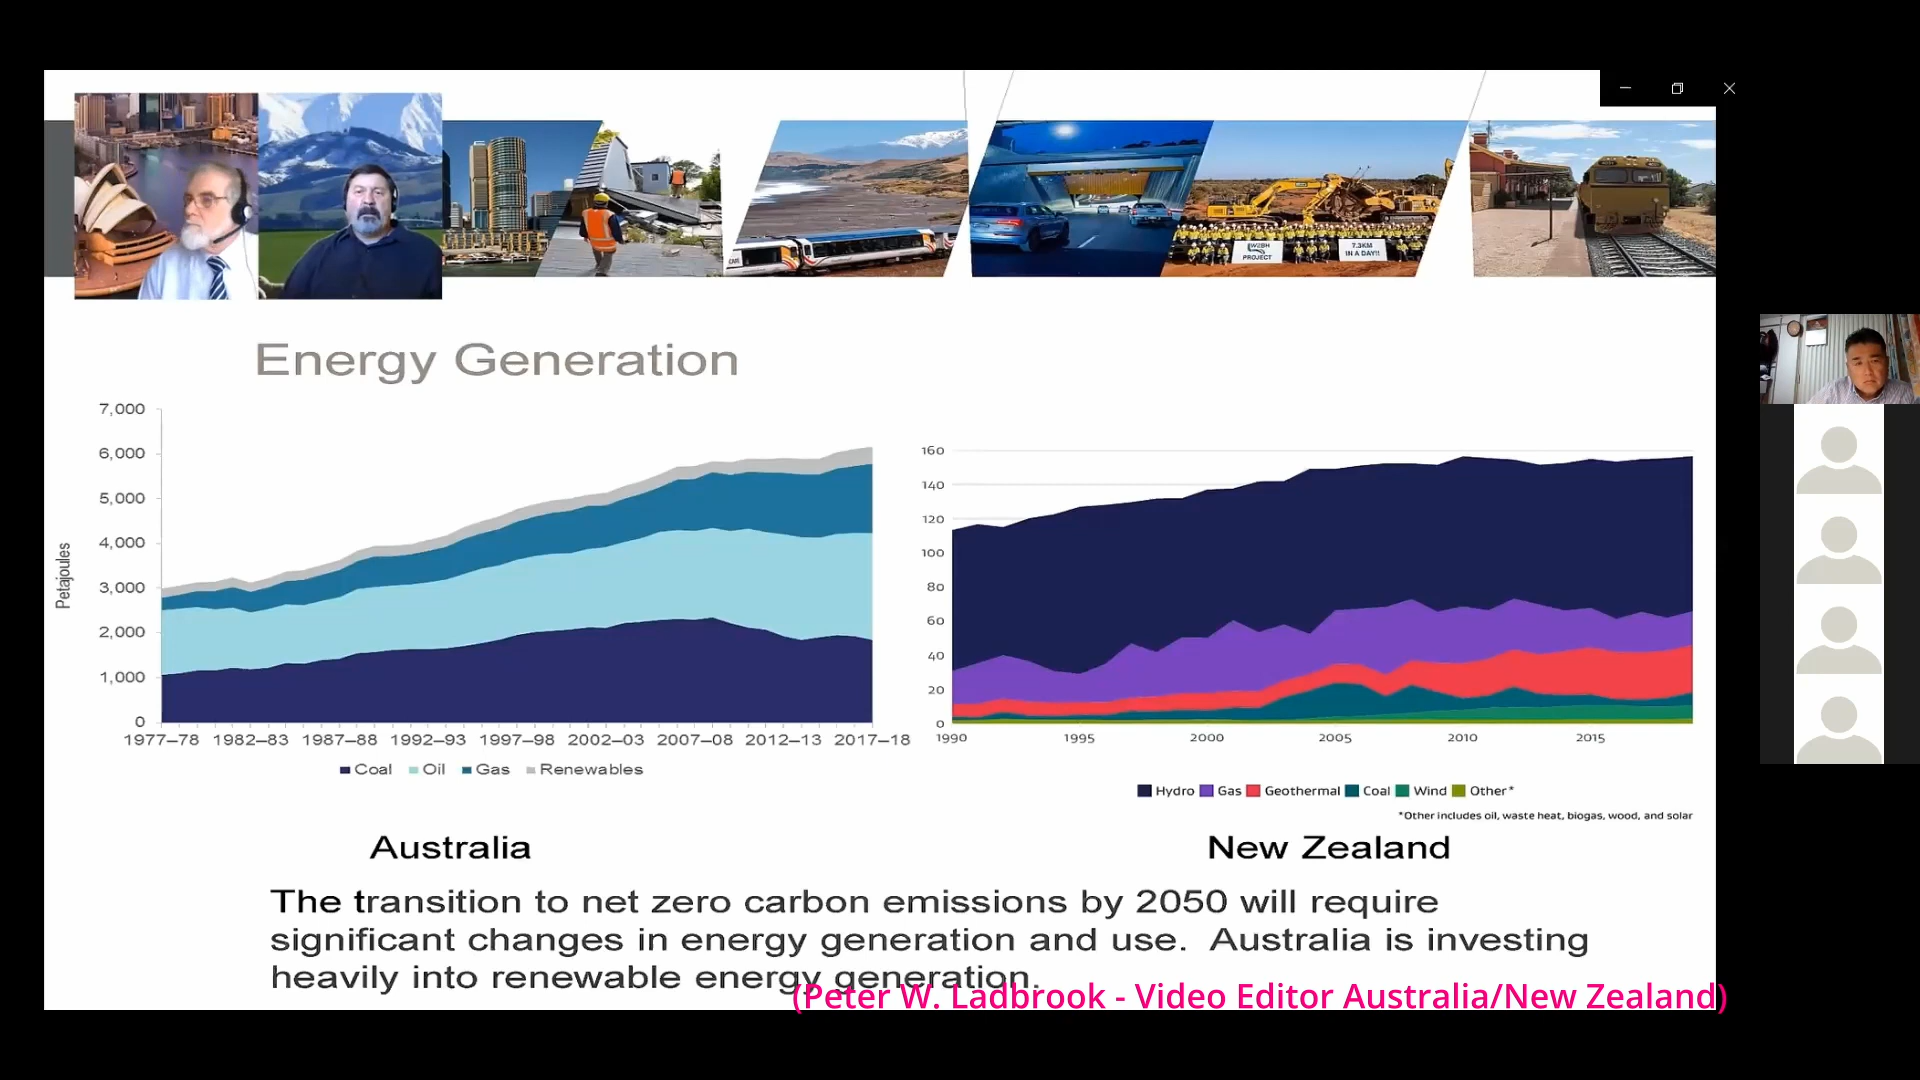 WEBH
PROJECT
7.3KM
IN A DAY!!
Energy Generation
7,000
6,000
5,000
4,000
3,000
2,000
1,000
0
Petajoules
1977–78 1982–83 1987–88 1992–93 1997–98 2002–03 2007–08 2012–13 2017–18
Coal Oil Gas Renewables
160
140
120
100
80
60
40
20
0
1990 1995 2000 2005 2010 2015
Hydro Gas Geothermal Coal Wind Other*
*Other includes oil, waste heat, biogas, wood, and solar
Australia
New Zealand
The transition to net zero carbon emissions by 2050 will require
significant changes in energy generation and use. Australia is investing
heavily into renewable energy generation.
(Peter W. Ladbrook - Video Editor Australia/New Zealand)